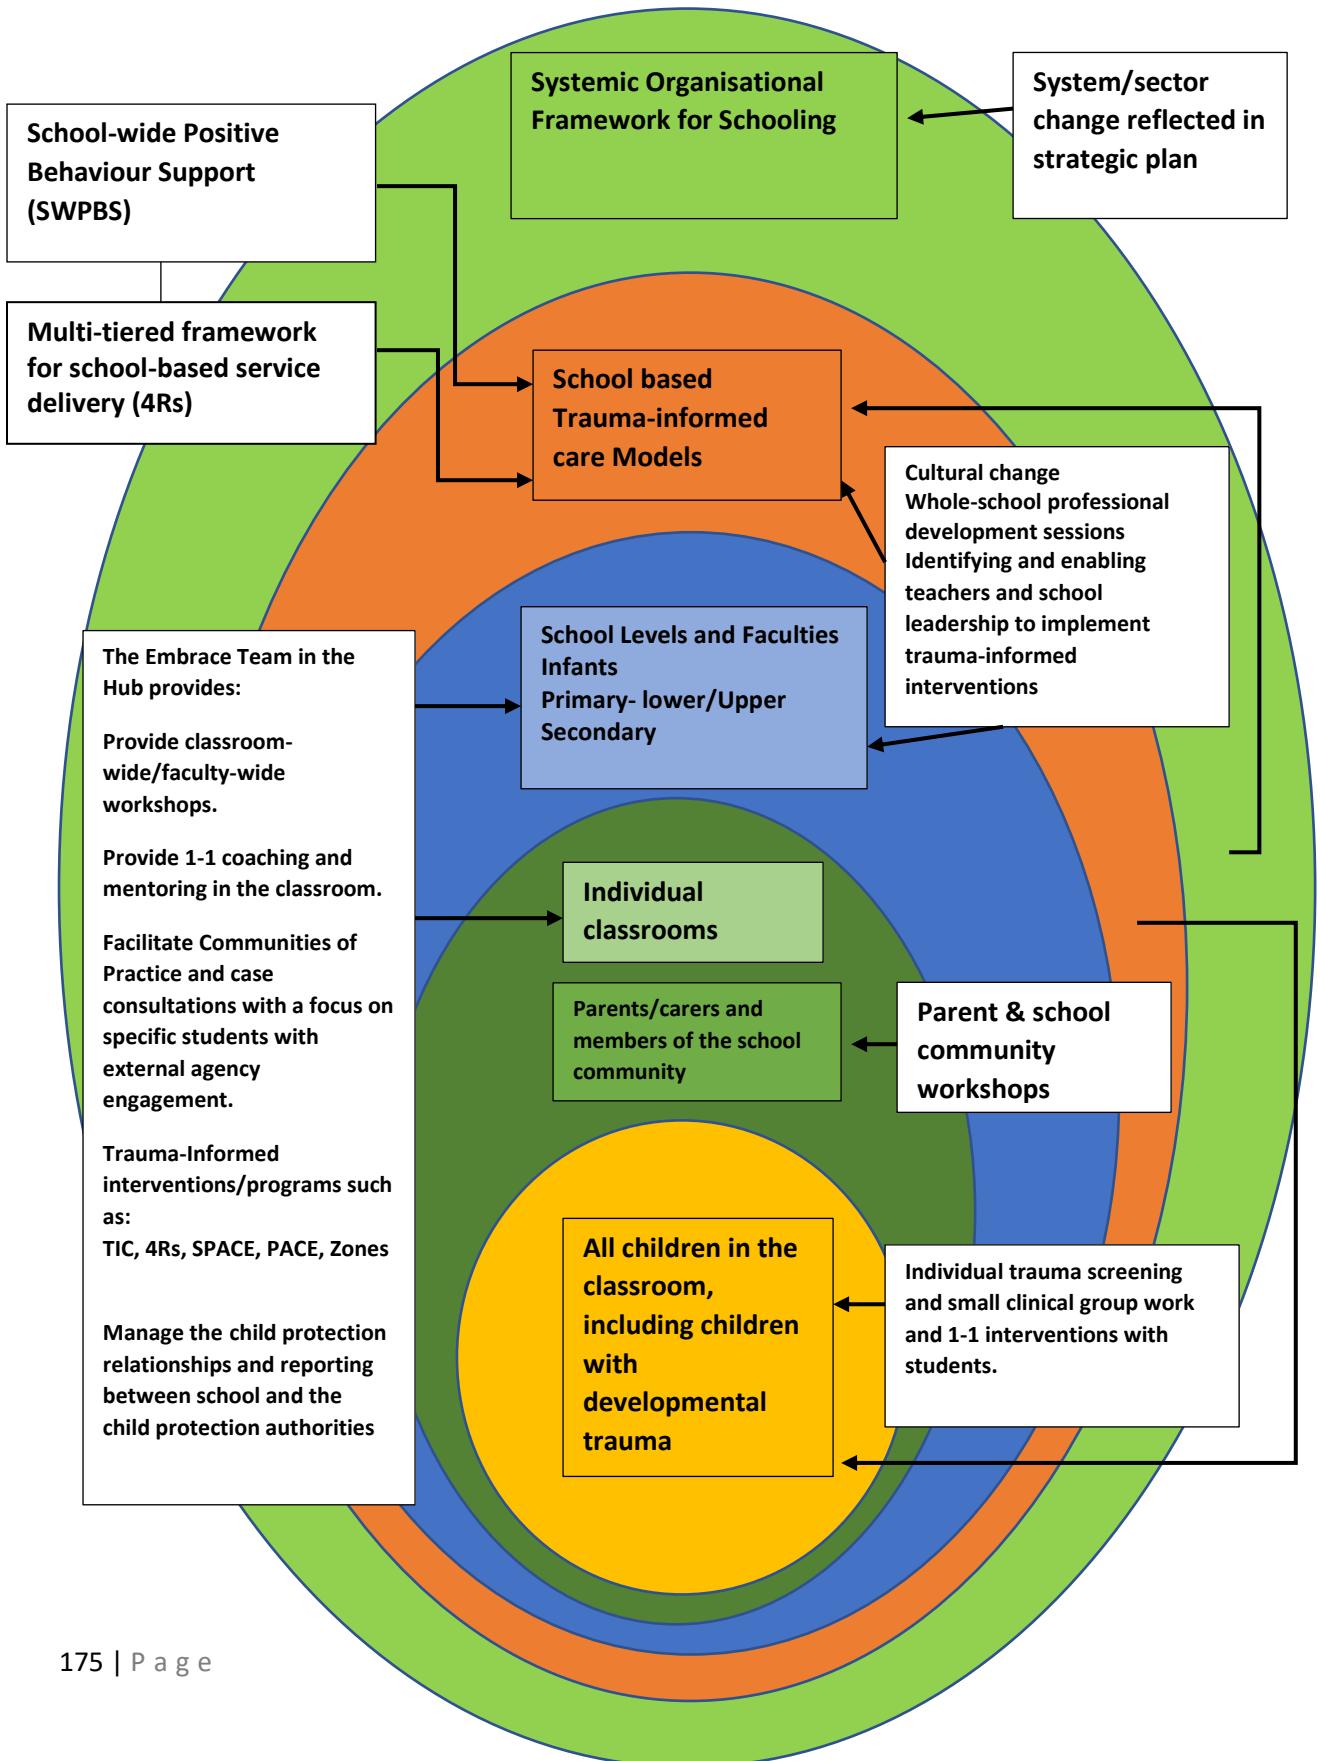 Systemic Organisational
Framework for Schooling
System/sector
change reflected in
strategic plan
School-wide Positive
Behaviour Support
(SWPBS)
Multi-tiered framework
for school-based service
delivery (4Rs)
School based
Trauma-informed
care Models
Cultural change
Whole-school professional
development sessions
Identifying and enabling
teachers and school
leadership to implement
trauma-informed
interventions
School Levels and Faculties
Infants
Primary- lower/Upper
Secondary
The Embrace Team in the
Hub provides:
Provide classroom-
wide/faculty-wide
workshops.
Provide 1-1 coaching and
mentoring in the classroom.
Facilitate Communities of
Practice and case
consultations with a focus on
specific students with
external agency
engagement.
Trauma-Informed
interventions/programs such
as:
TIC, 4Rs, SPACE, PACE, Zones
Manage the child protection
relationships and reporting
between school and the
child protection authorities
Individual
classrooms
Parents/carers and
members of the school
community
Parent & school
community
workshops
All children in the
classroom,
including children
with
developmental
trauma
Individual trauma screening
and small clinical group work
and 1-1 interventions with
students.
175 | P a g e